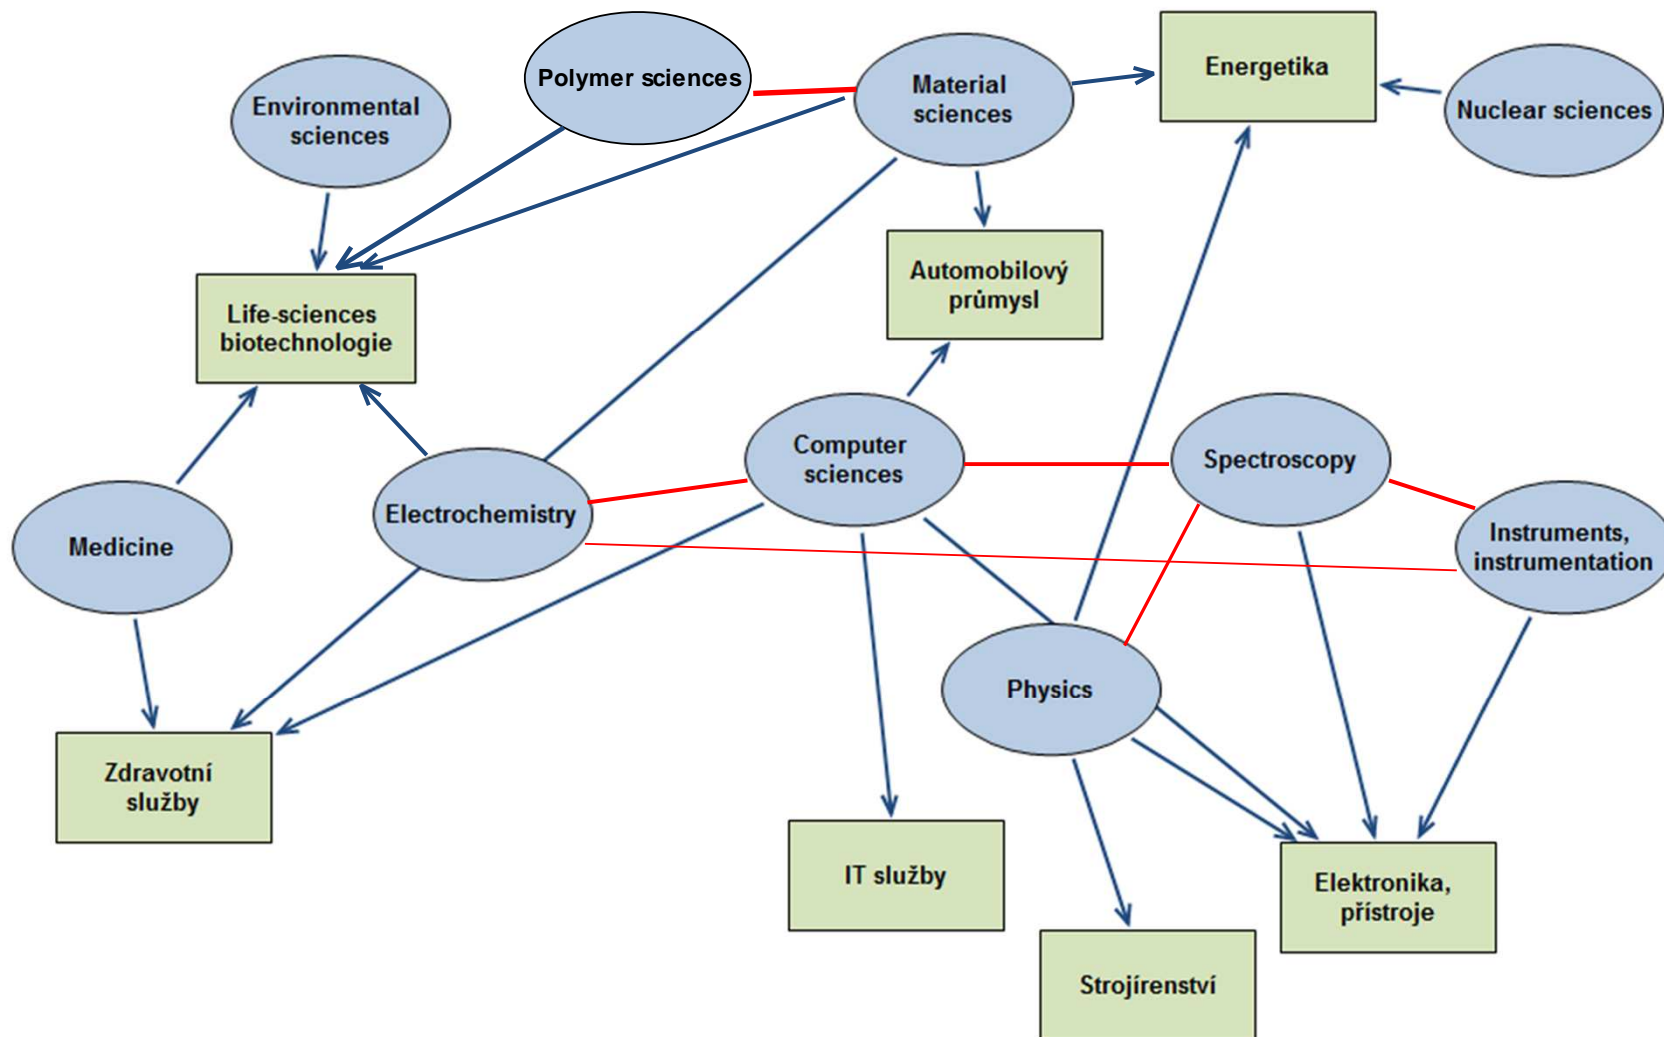 Polymer sciences
Energetika
Material
sciences
Environmental
sciences
Nuclear sciences
Automobilový
průmysl
Life-sciences
biotechnologie
Computer
sciences
Spectroscopy
Electrochemistry
Instruments,
instrumentation
Medicine
Physics
Zdravotní
služby
IT služby
Elektronika,
přístroje
Strojírenství